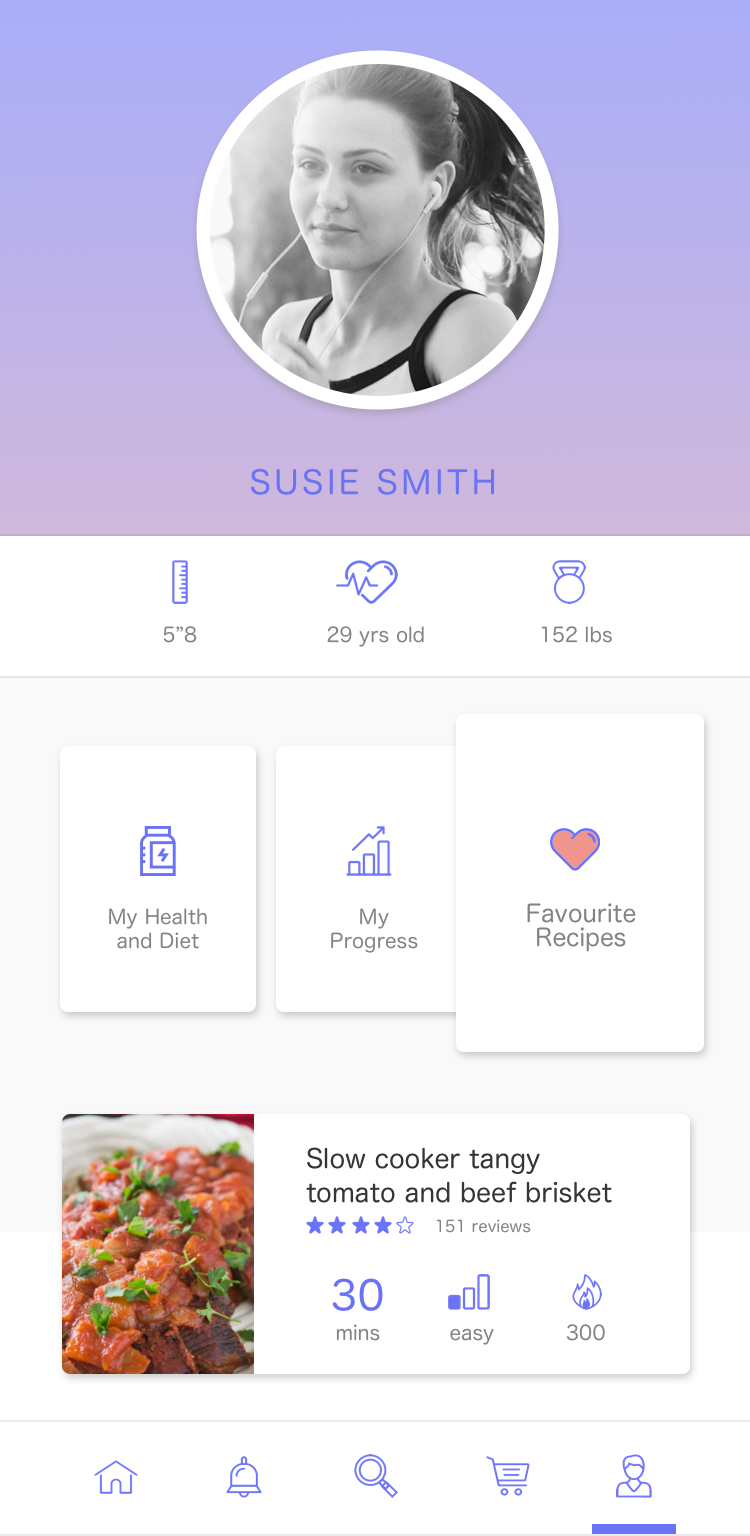 SUSIE SMITH
5”8
29 yrs old
152 lbs
My Health
and Diet
My
Progress
Favourite
Recipes
Slow cooker tangy
tomato and beef brisket
151 reviews
30
mins
easy
300